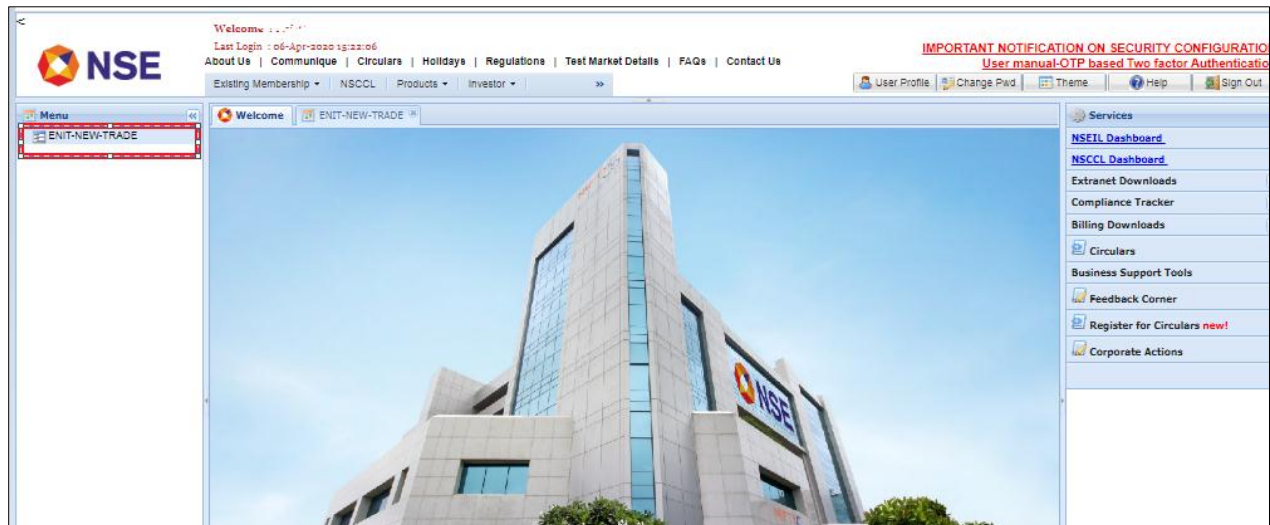 <
NSE
Welcome :
Last Login : 06-Apr-2020 15:22:06
About Us | Communique | Circulars | Holidays | Regulations | Test Market Details | FAQs | Contact Us
IMPORTANT NOTIFICATION ON SECURITY CONFIGURATIO
User manual-OTP based Two factor Authenticatio
Existing Membership NSCCL Products Investor »
User Profile Change Pwd Theme Help Sign Out
Menu «
ENIT-NEW-TRADE
Welcome ENIT-NEW-TRADE
NSE
Services
NSEIL Dashboard
NSCCL Dashboard
Extranet Downloads
Compliance Tracker
Billing Downloads
Circulars
Business Support Tools
Feedback Corner
Register for Circulars new!
Corporate Actions